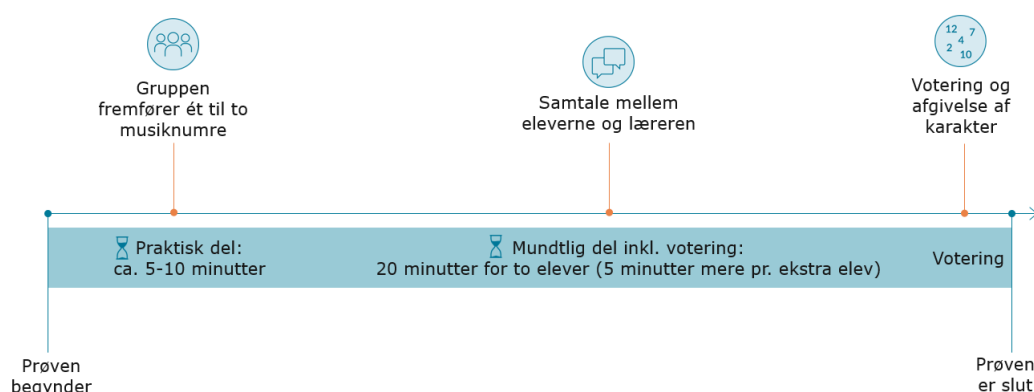 Gruppen
fremfører ét til to
musiknumre
Samtale mellem
eleverne og læreren
12
7
4
2
10
Votering og
afgivelse af
karakter
Praktisk del:
ca. 5-10 minutter
Mundtlig del inkl. votering:
20 minutter for to elever (5 minutter mere pr. ekstra elev)
Votering
Prøven
begynder
Prøven
er slut